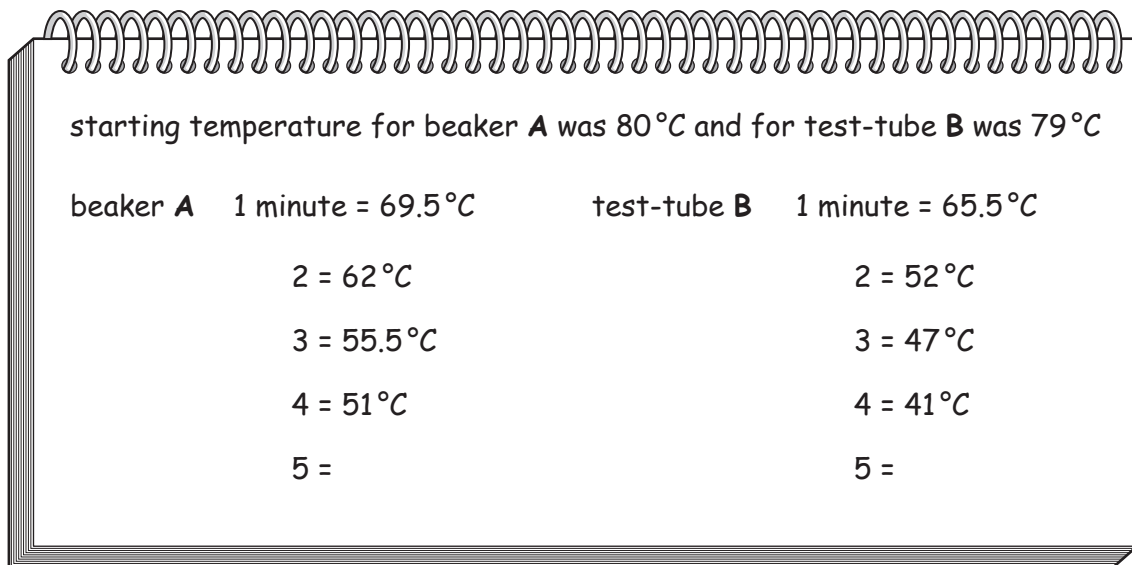 starting temperature for beaker A was 80 °C and for test-tube B was 79 °C
beaker A 1 minute = 69.5 °C test-tube B 1 minute = 65.5 °C
2 = 62 °C 2 = 52 °C
3 = 55.5 °C 3 = 47 °C
4 = 51 °C 4 = 41 °C
5 = 5 =